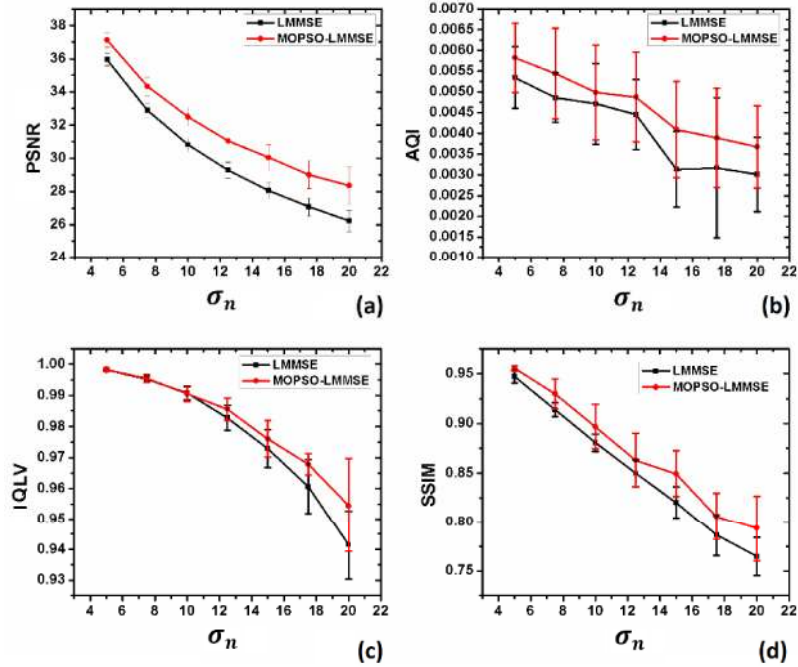 LMMSE
MOPSO-LMMSE
38
36
34
32
30
28
26
24
PSNR
4 6 8 10 12 14 16 18 20 22
σn
(a)
LMMSE
MOPSO-LMMSE
0.0070
0.0065
0.0060
0.0055
0.0050
0.0045
0.0040
0.0035
0.0030
0.0025
0.0020
0.0015
0.0010
AQI
4 6 8 10 12 14 16 18 20 22
σn
(b)
LMMSE
MOPSO-LMMSE
1.00
0.99
0.98
0.97
0.96
0.95
0.94
0.93
IQLV
4 6 8 10 12 14 16 18 20 22
σn
(c)
LMMSE
MOPSO-LMMSE
0.95
0.90
0.85
0.80
0.75
SSIM
4 6 8 10 12 14 16 18 20 22
σn
(d)